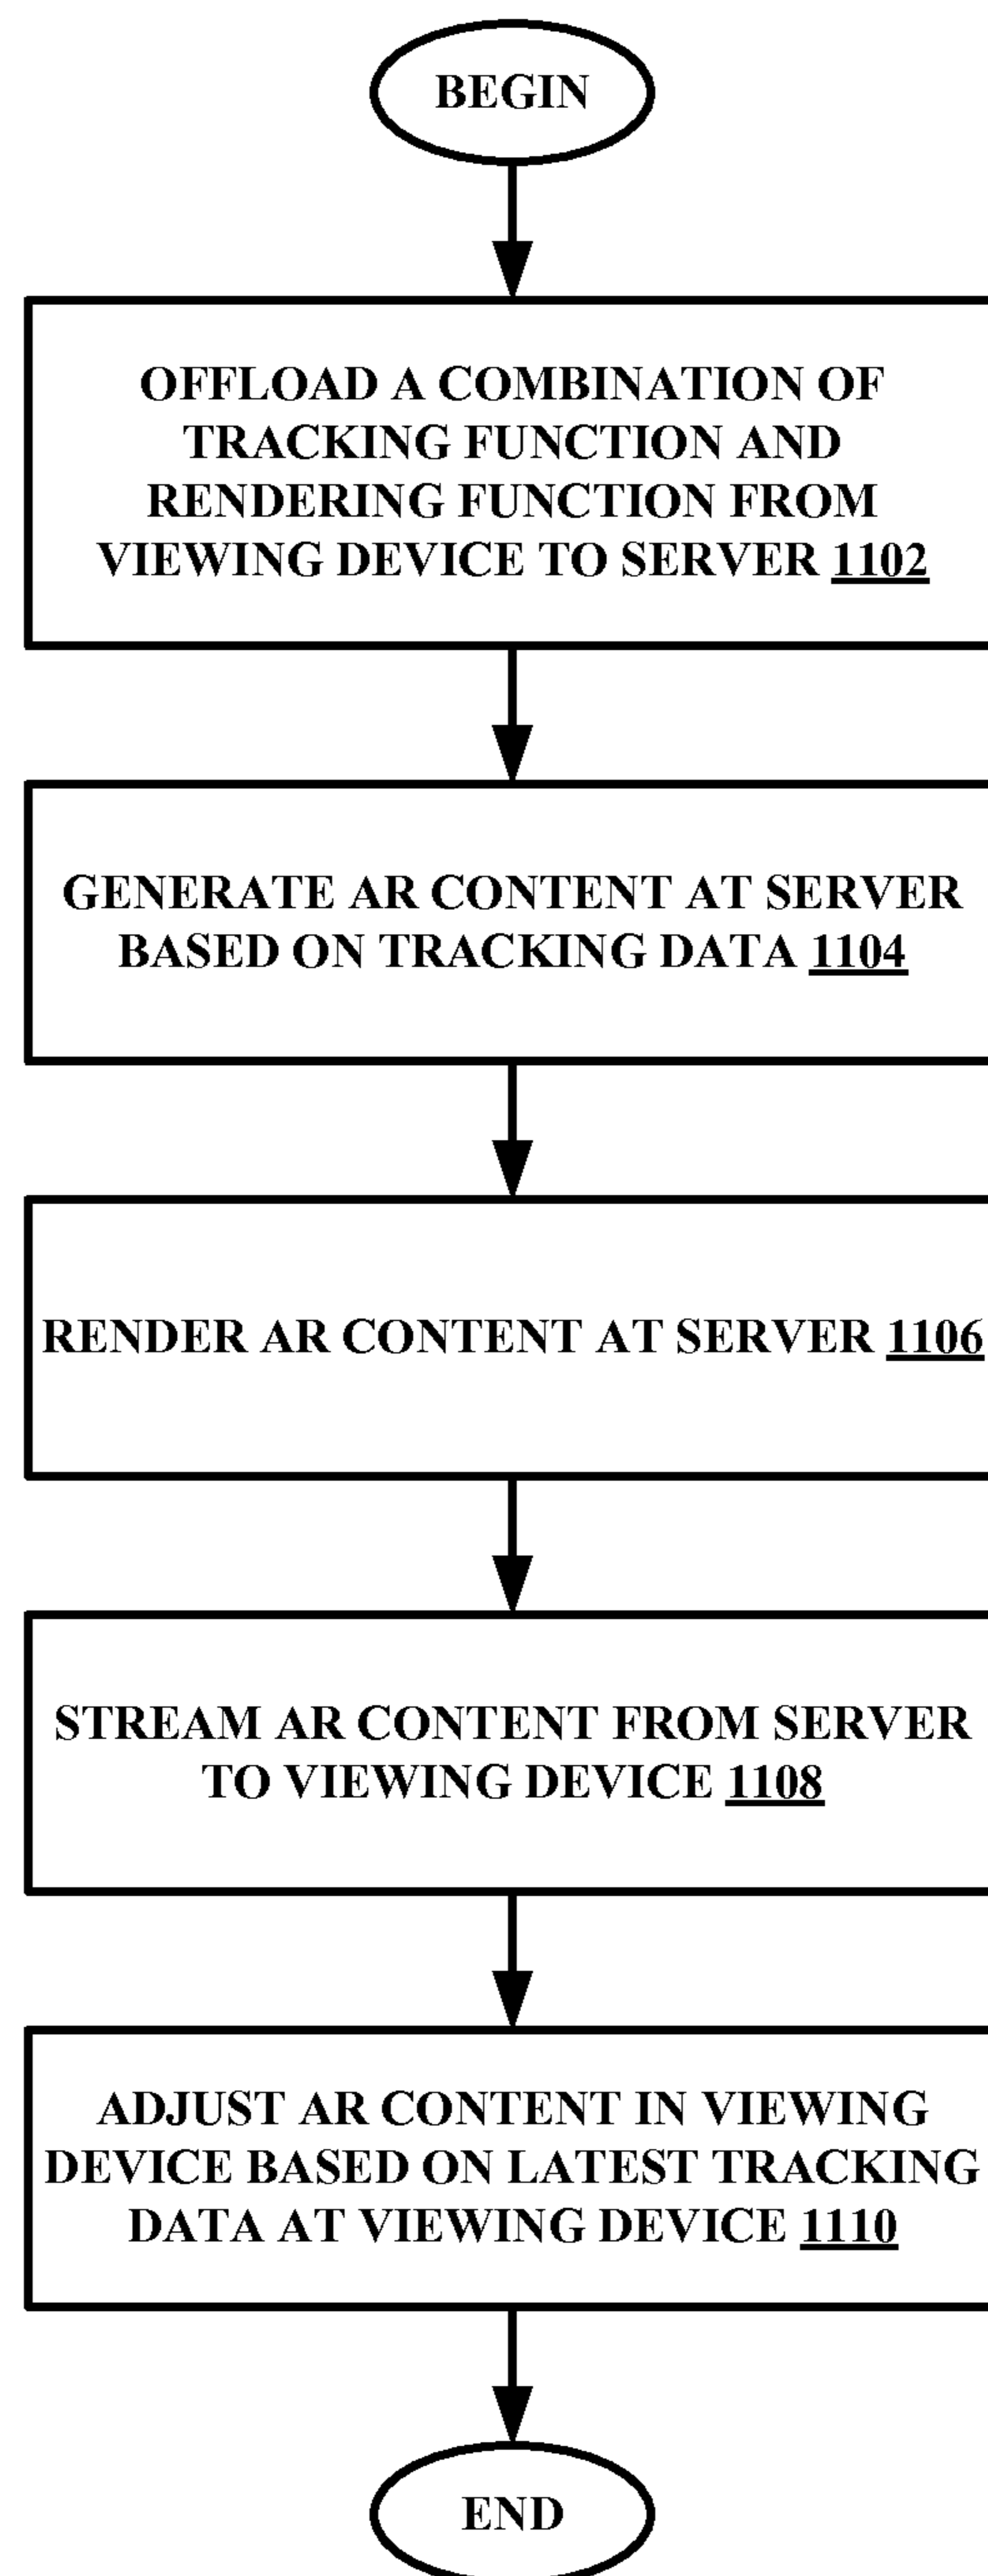 BEGIN
OFFLOAD A COMBINATION OF
TRACKING FUNCTION AND
RENDERING FUNCTION FROM
VIEWING DEVICE TO SERVER 1102
GENERATE AR CONTENT AT SERVER
BASED ON TRACKING DATA 1104
RENDER AR CONTENT AT SERVER 1106
STREAM AR CONTENT FROM SERVER
TO VIEWING DEVICE 1108
ADJUST AR CONTENT IN VIEWING
DEVICE BASED ON LATEST TRACKING
DATA AT VIEWING DEVICE 1110
END